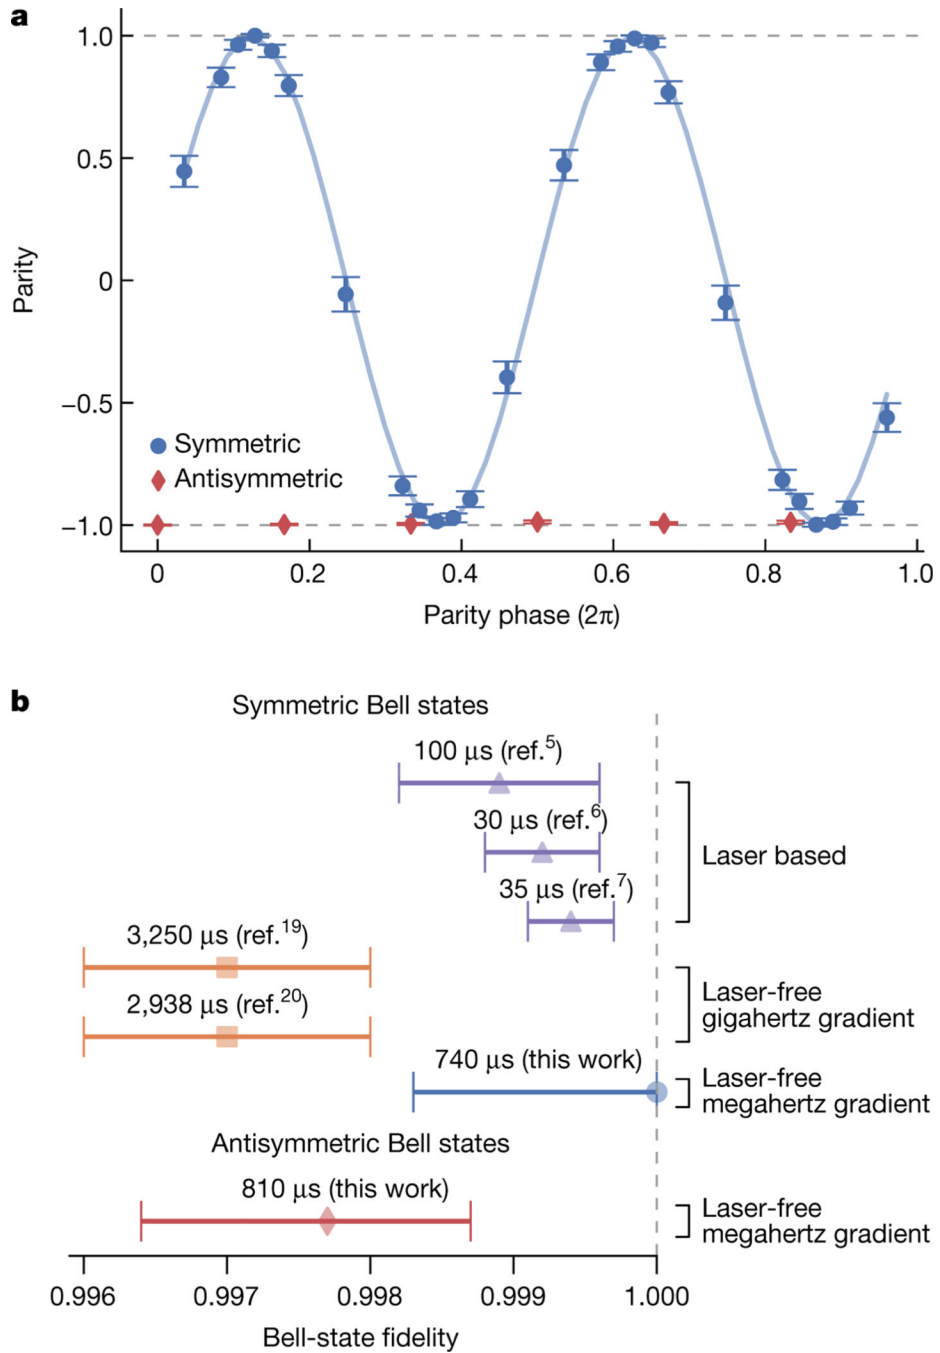 a
1.0
0.5
0
−0.5
−1.0
Parity
Symmetric
Antisymmetric
0 0.2 0.4 0.6 0.8 1.0
Parity phase (2π)
b
Symmetric Bell states
100 μs (ref.⁵)
30 μs (ref.⁶)
35 μs (ref.⁷)
Laser based
3,250 μs (ref.¹⁹)
2,938 μs (ref.²⁰)
Laser-free
gigahertz gradient
740 μs (this work)
Laser-free
megahertz gradient
Antisymmetric Bell states
810 μs (this work)
Laser-free
megahertz gradient
0.996 0.997 0.998 0.999 1.000
Bell-state fidelity